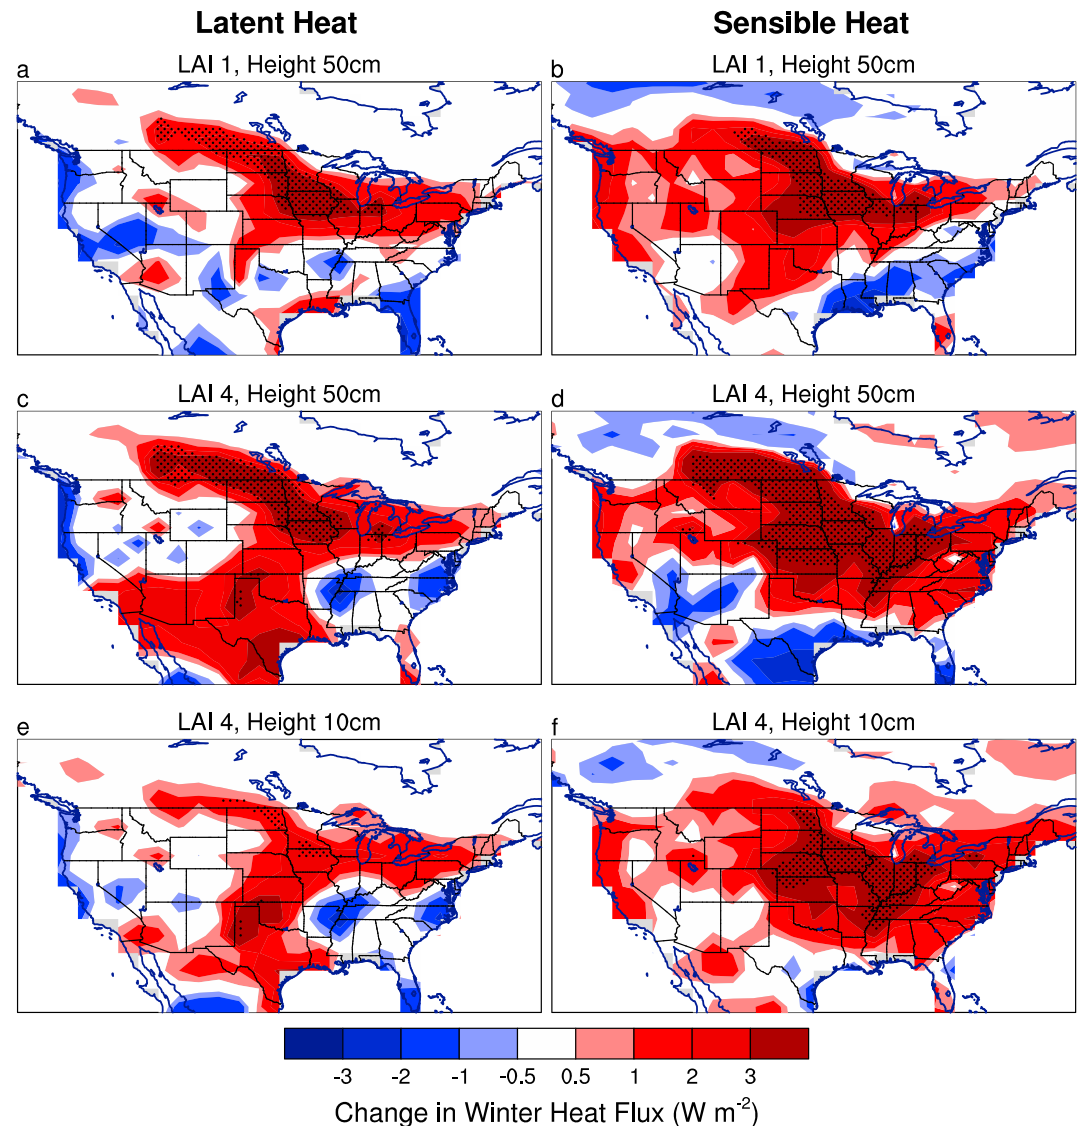 Latent Heat
Sensible Heat
a
LAI 1, Height 50cm
b
LAI 1, Height 50cm
c
LAI 4, Height 50cm
d
LAI 4, Height 50cm
e
LAI 4, Height 10cm
f
LAI 4, Height 10cm
-3 -2 -1 -0.5 0.5 1 2 3
Change in Winter Heat Flux (W m⁻²)